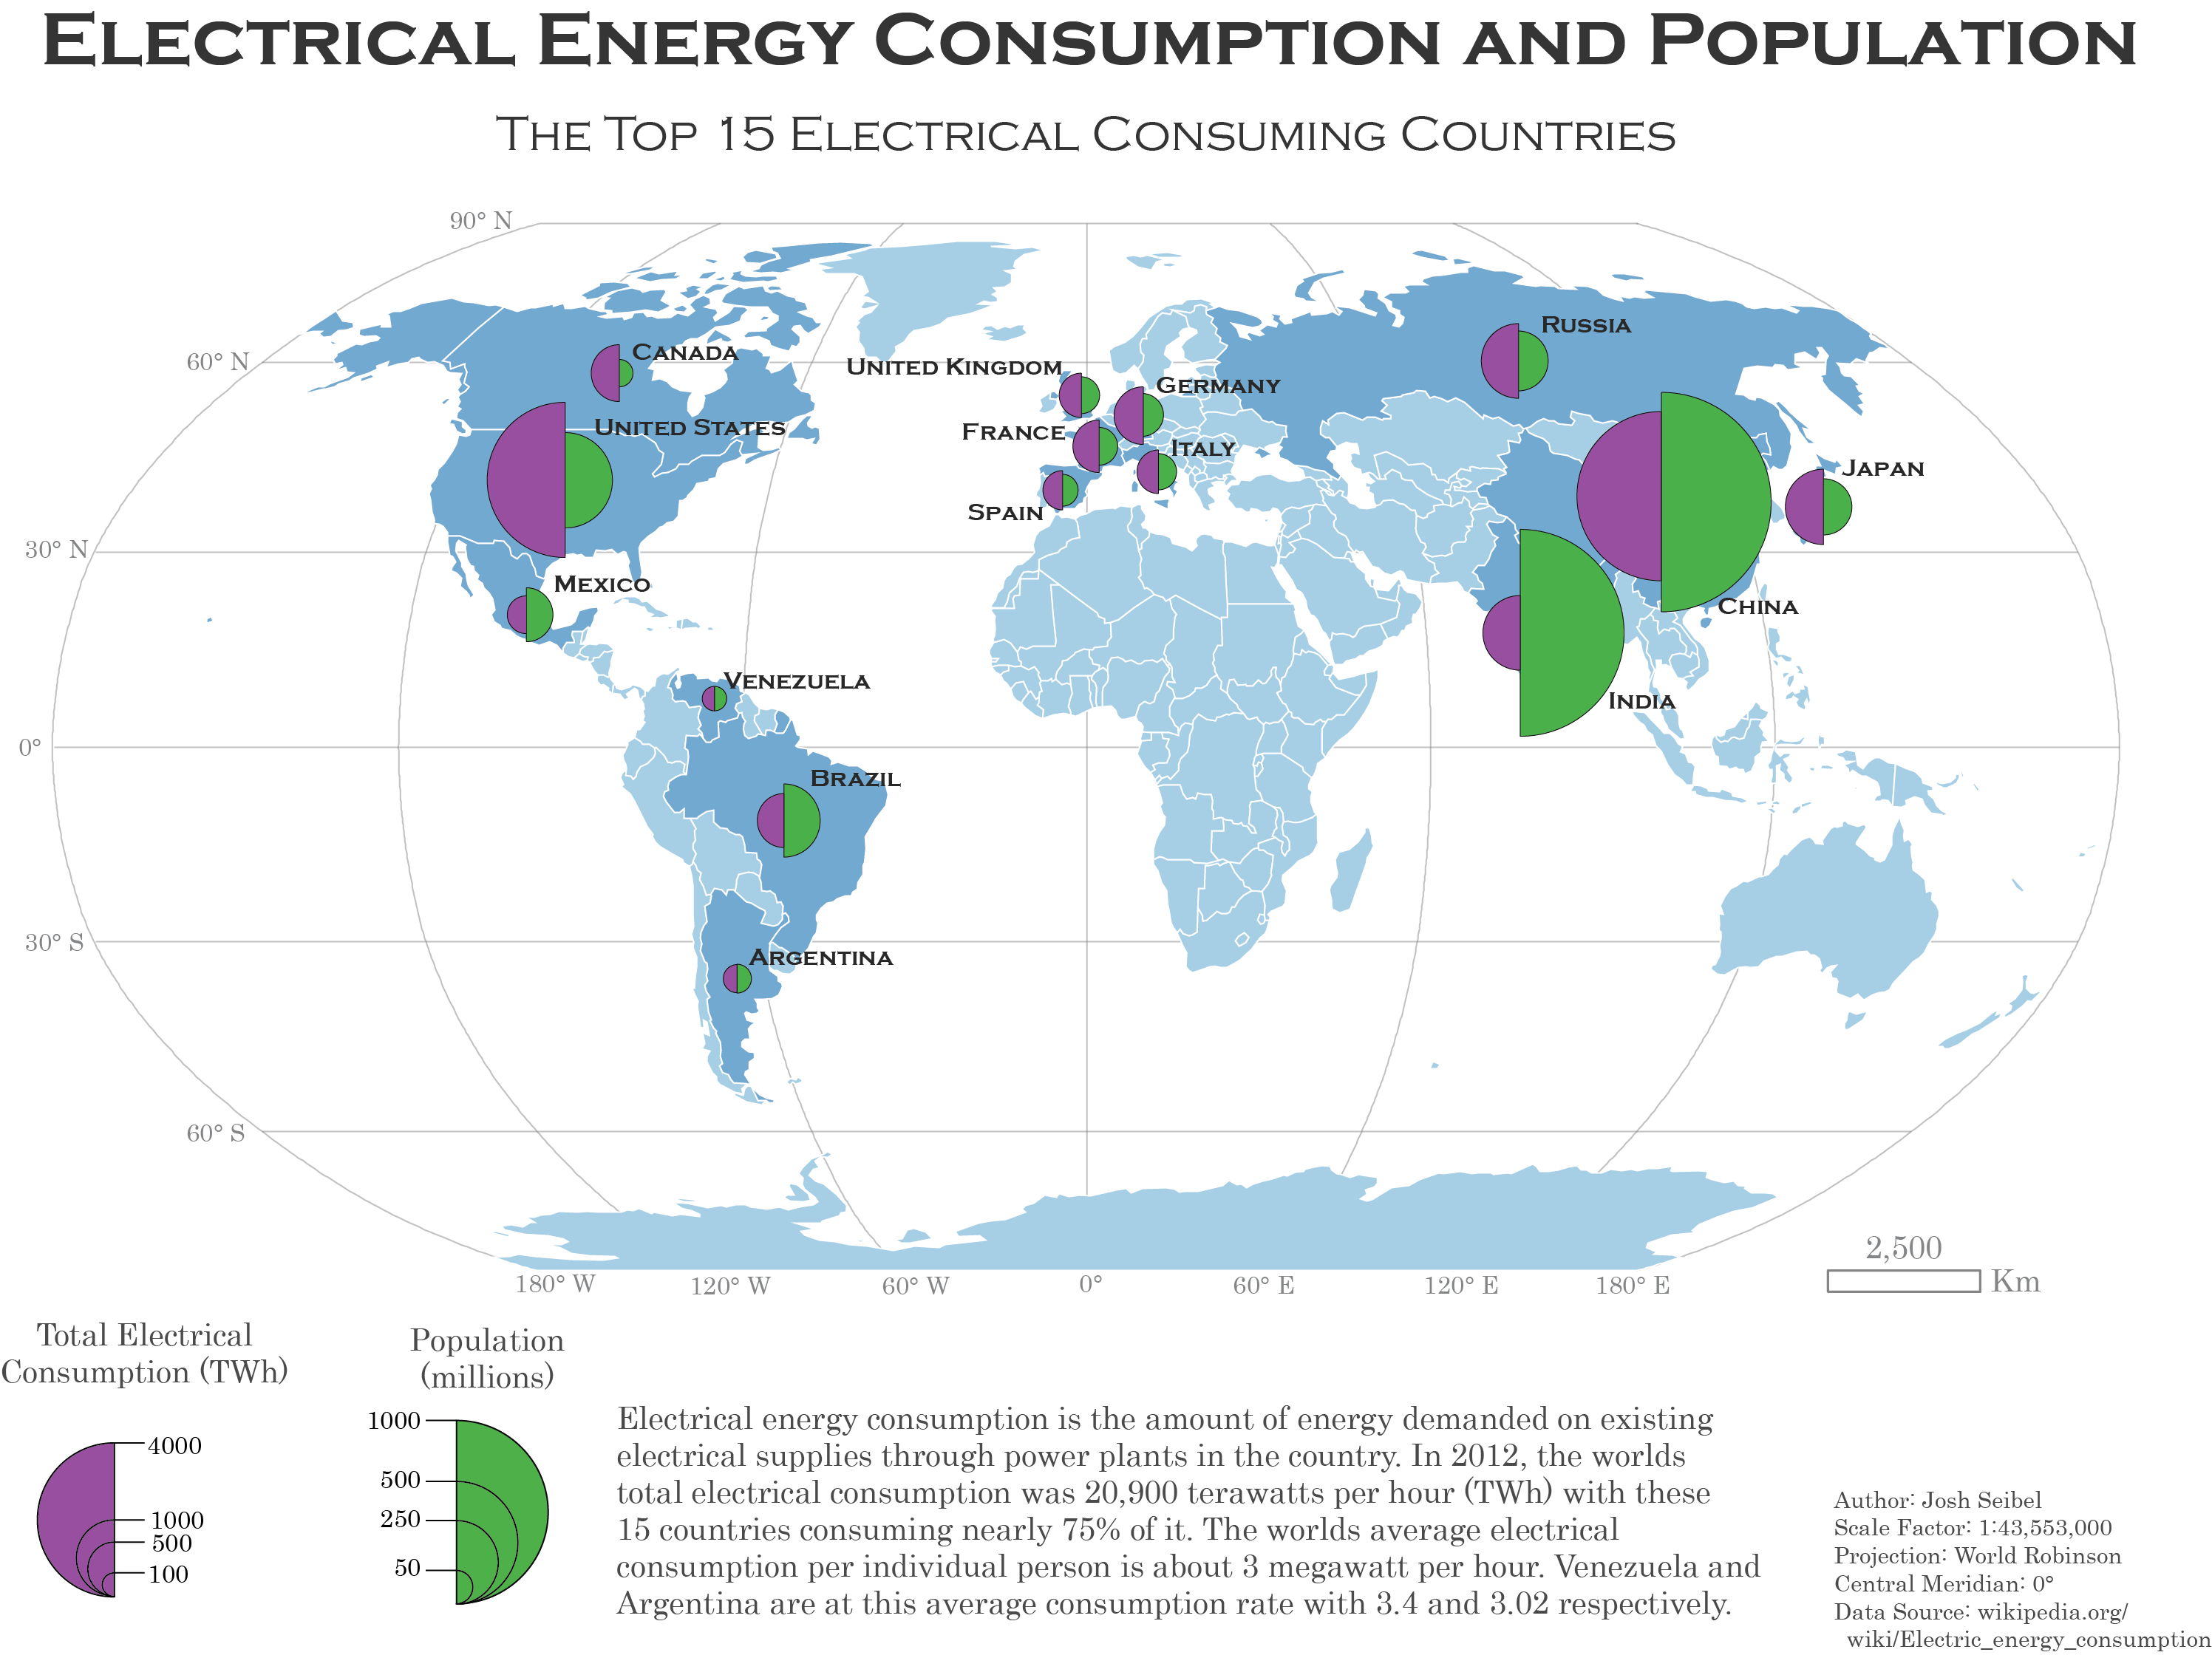 Electrical Energy Consumption and Population
The Top 15 Electrical Consuming Countries
90° N
60° N
30° N
0°
30° S
60° S
Canada
United States
Mexico
Venezuela
Brazil
Argentina
United Kingdom
Germany
France
Italy
Spain
Russia
Japan
China
India
180° W
120° W
60° W
0°
60° E
120° E
180° E
2,500
Km
Total Electrical
Consumption (TWh)
4000
1000
500
100
Population
(millions)
1000
500
250
50
Electrical energy consumption is the amount of energy demanded on existing
electrical supplies through power plants in the country. In 2012, the worlds
total electrical consumption was 20,900 terawatts per hour (TWh) with these
15 countries consuming nearly 75% of it. The worlds average electrical
consumption per individual person is about 3 megawatt per hour. Venezuela and
Argentina are at this average consumption rate with 3.4 and 3.02 respectively.
Author: Josh Seibel
Scale Factor: 1:43,553,000
Projection: World Robinson
Central Meridian: 0°
Data Source: wikipedia.org/
wiki/Electric_energy_consumption